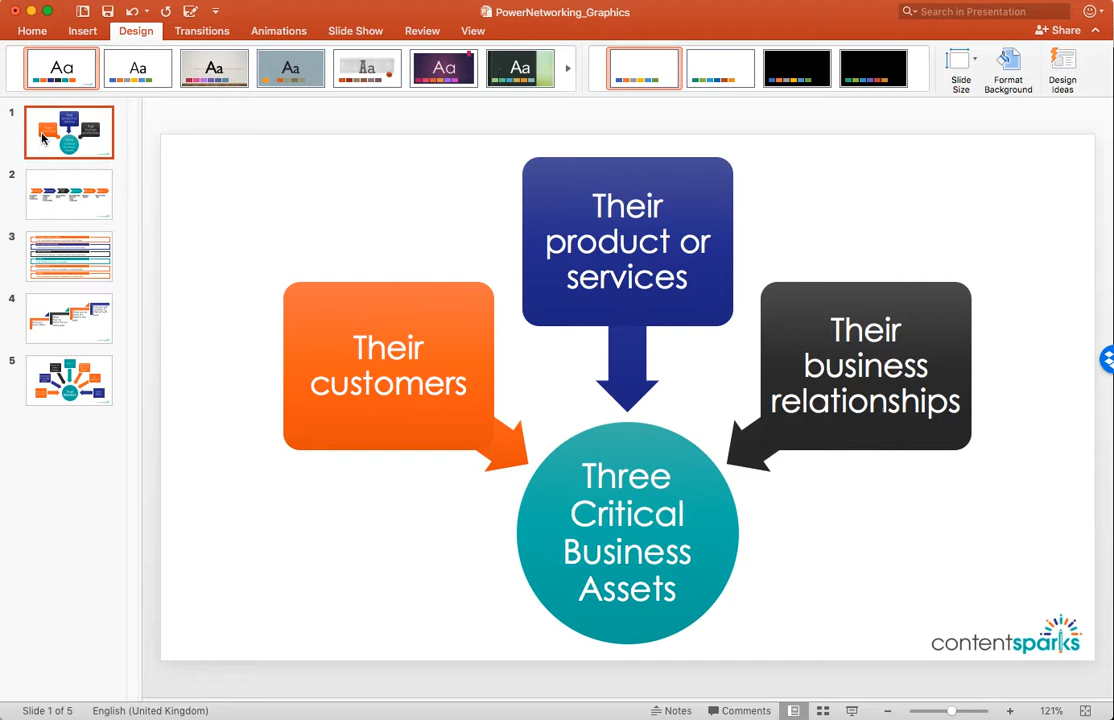 PowerNetworking_Graphics
Search in Presentation
Home Insert Design Transitions Animations Slide Show Review View
Share
Aa Aa Aa Aa Aa Aa Aa
Slide Size
Format Background
Design Ideas
1
2
3
4
5
Their
product or
services
Their
customers
Their
business
relationships
Three
Critical
Business
Assets
contentsparks
Slide 1 of 5 English (United Kingdom) Notes Comments 121%